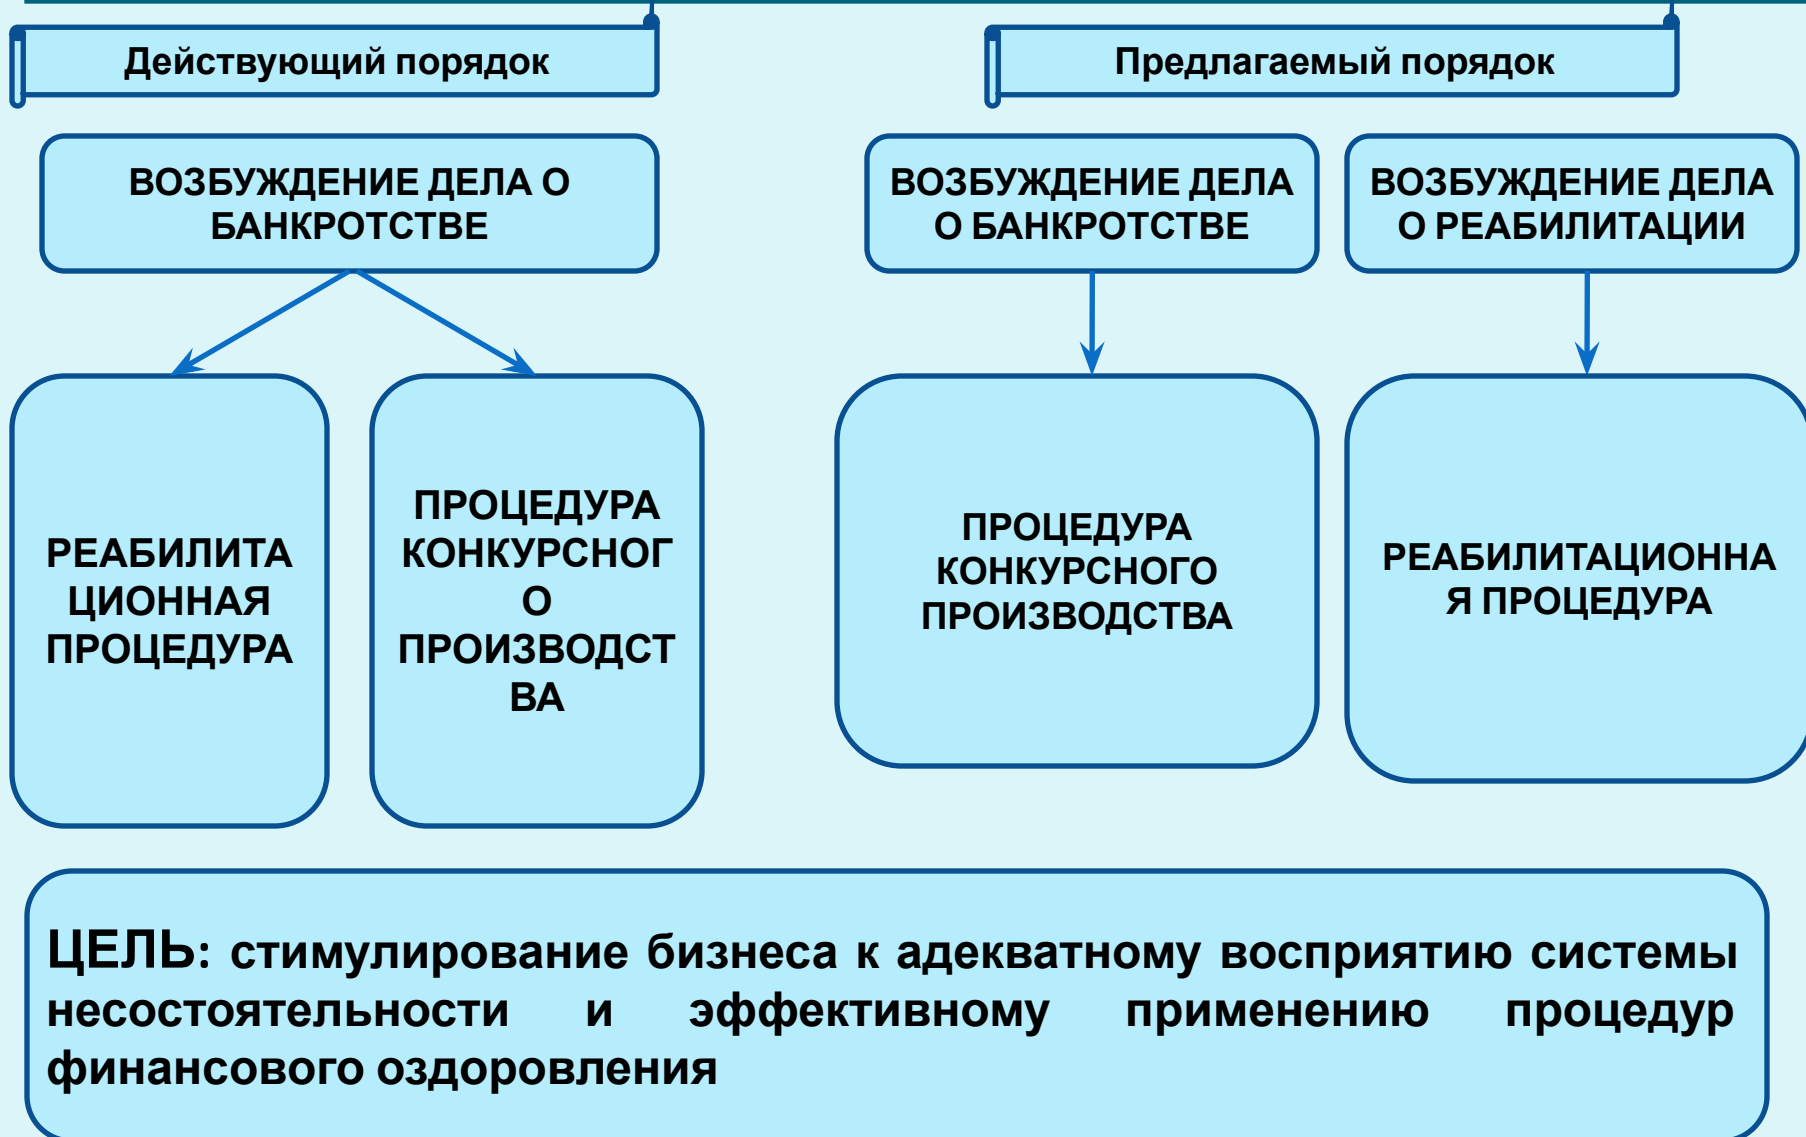 Действующий порядок
Предлагаемый порядок
ВОЗБУЖДЕНИЕ ДЕЛА О
БАНКРОТСТВЕ
ВОЗБУЖДЕНИЕ ДЕЛА
О БАНКРОТСТВЕ
ВОЗБУЖДЕНИЕ ДЕЛА
О РЕАБИЛИТАЦИИ
РЕАБИЛИТА
ЦИОННАЯ
ПРОЦЕДУРА
ПРОЦЕДУРА
КОНКУРСНОГ
О
ПРОИЗВОДСТ
ВА
ПРОЦЕДУРА
КОНКУРСНОГО
ПРОИЗВОДСТВА
РЕАБИЛИТАЦИОННА
Я ПРОЦЕДУРА
ЦЕЛЬ: стимулирование бизнеса к адекватному восприятию системы
несостоятельности и эффективному применению процедур
финансового оздоровления